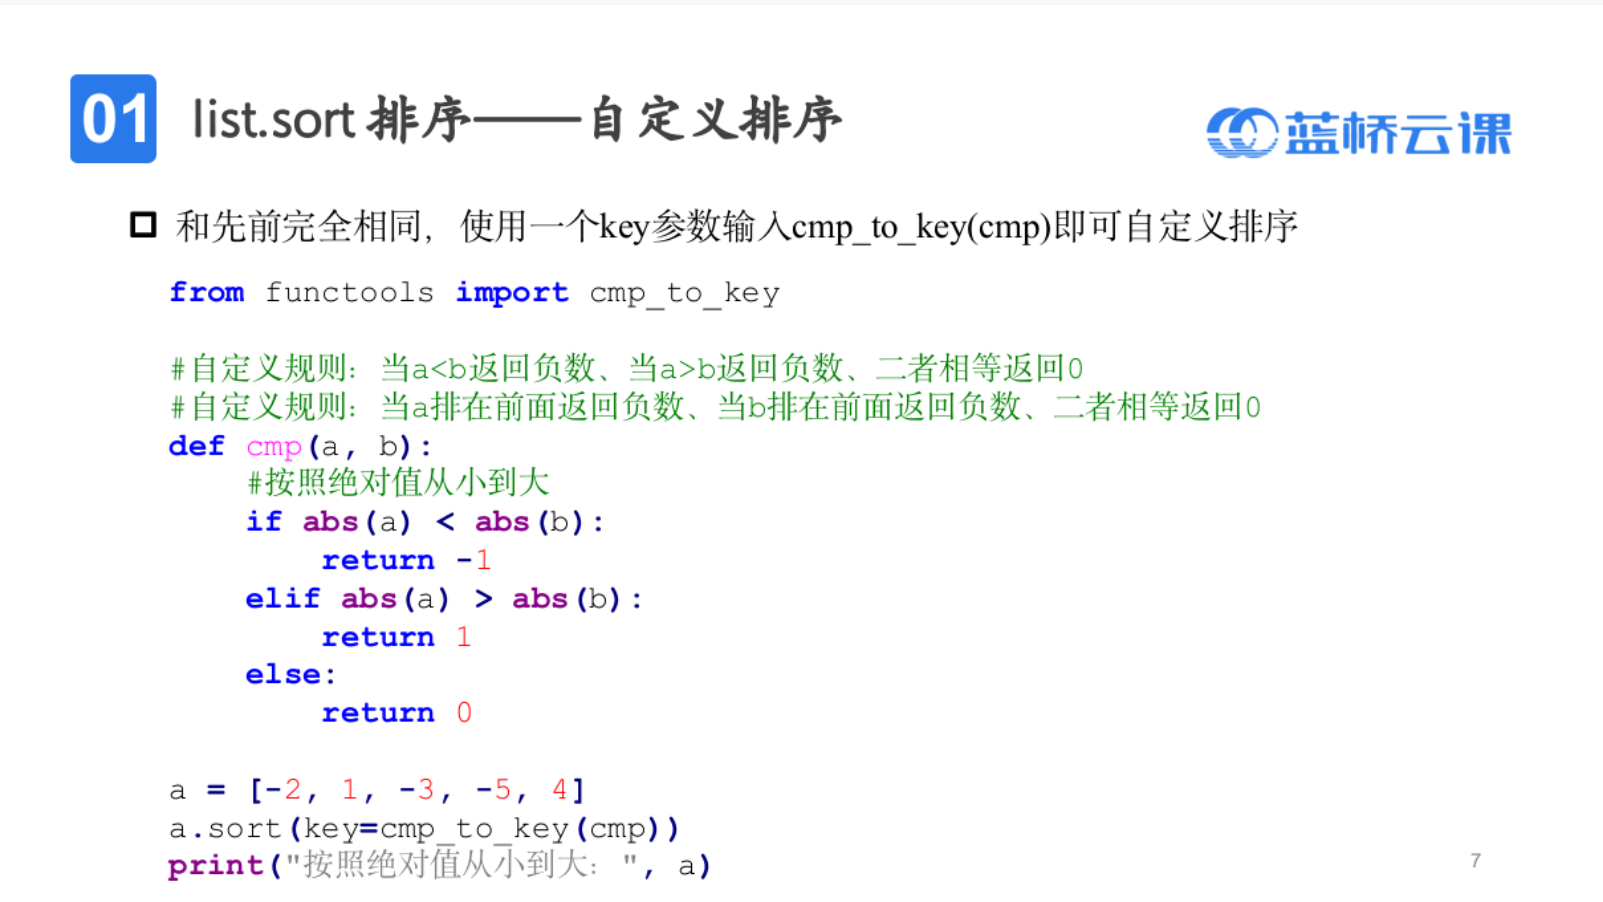 01 list.sort 排序——自定义排序
蓝桥云课
和先前完全相同，使用一个key参数输入cmp_to_key(cmp)即可自定义排序
from functools import cmp_to_key
#自定义规则：当a<b返回负数、当a>b返回负数、二者相等返回0
#自定义规则：当a排在前面返回负数、当b排在前面返回负数、二者相等返回0
def cmp(a, b):
    #按照绝对值从小到大
    if abs(a) < abs(b):
        return -1
    elif abs(a) > abs(b):
        return 1
    else:
        return 0
a = [-2, 1, -3, -5, 4]
a.sort(key=cmp_to_key(cmp))
print("按照绝对值从小到大：", a)
7